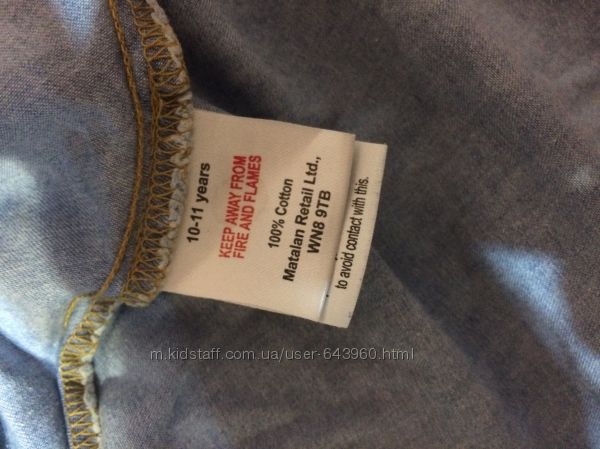 10-11 years
KEEP AWAY FROM
FIRE AND FLAMES
100% Cotton
Matalan Retail Ltd.,
WN8 9TB
to avoid contact with this.
m.kidstaff.com.ua/user-643960.html